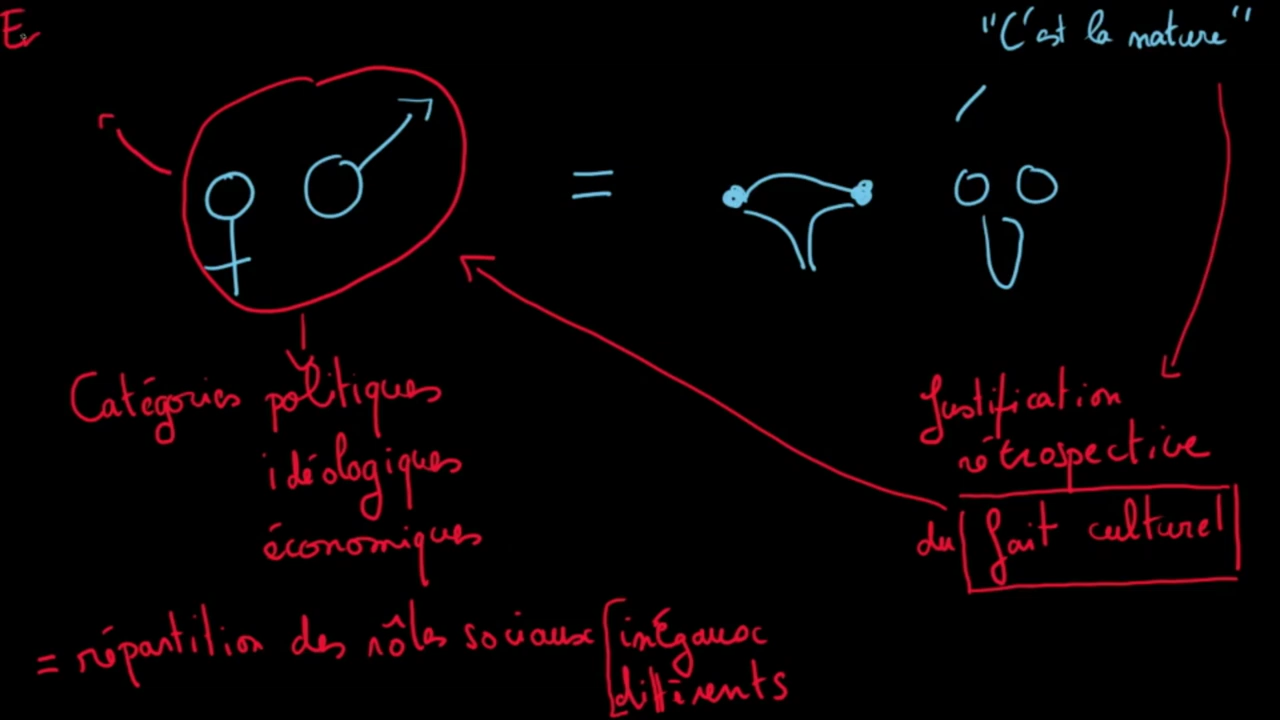 "C'est la nature"
=
Catégories politiques
idéologiques
économiques
Justification
rétrospective
du fait culturel
= répartition des rôles sociaux inégaux
différents